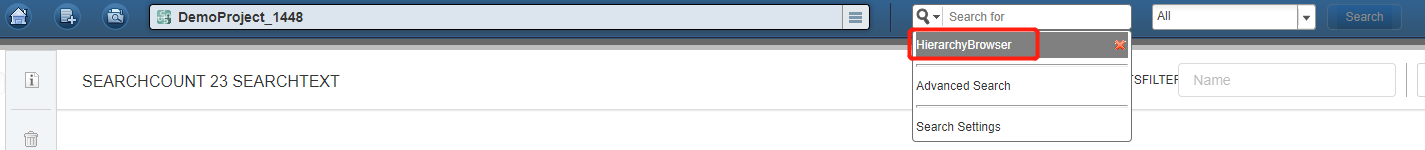 DemoProject_1448
Search for
All
Search
HierarchyBrowser
SEARCHCOUNT 23 SEARCHTEXT
Advanced Search
TSFILTER
Name
Search Settings